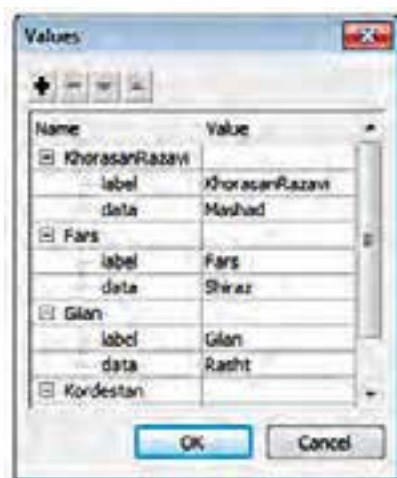 Values
Name Value
KhorasanRazavi
label KhorasanRazavi
data Mashad
Fars
label Fars
data Shiraz
Gilan
label Gilan
data Rasht
Kordestan
OK Cancel